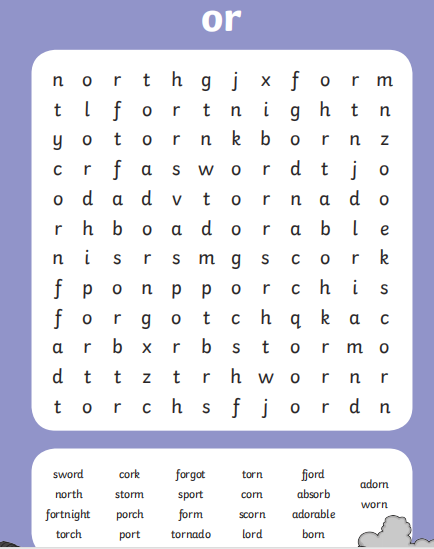 or
n o r t h g j x f o r m
t l f o r t n i g h t n
y o t o r n k b o r n z
c r f a s w o r d t j o
o d a d v t o r n a d o
r h b o a d o r a b l e
n i s r s m g s c o r k
f p o n p p o r c h i s
f o r g o t c h q k a c
a r b x r b s t o r m o
d t t z t r h w o r n r
t o r c h s f j o r d n
sword cork forgot torn fjord adorn
north storm sport corn absorb worn
fortnight porch form scorn adorable
torch port tornado lord born